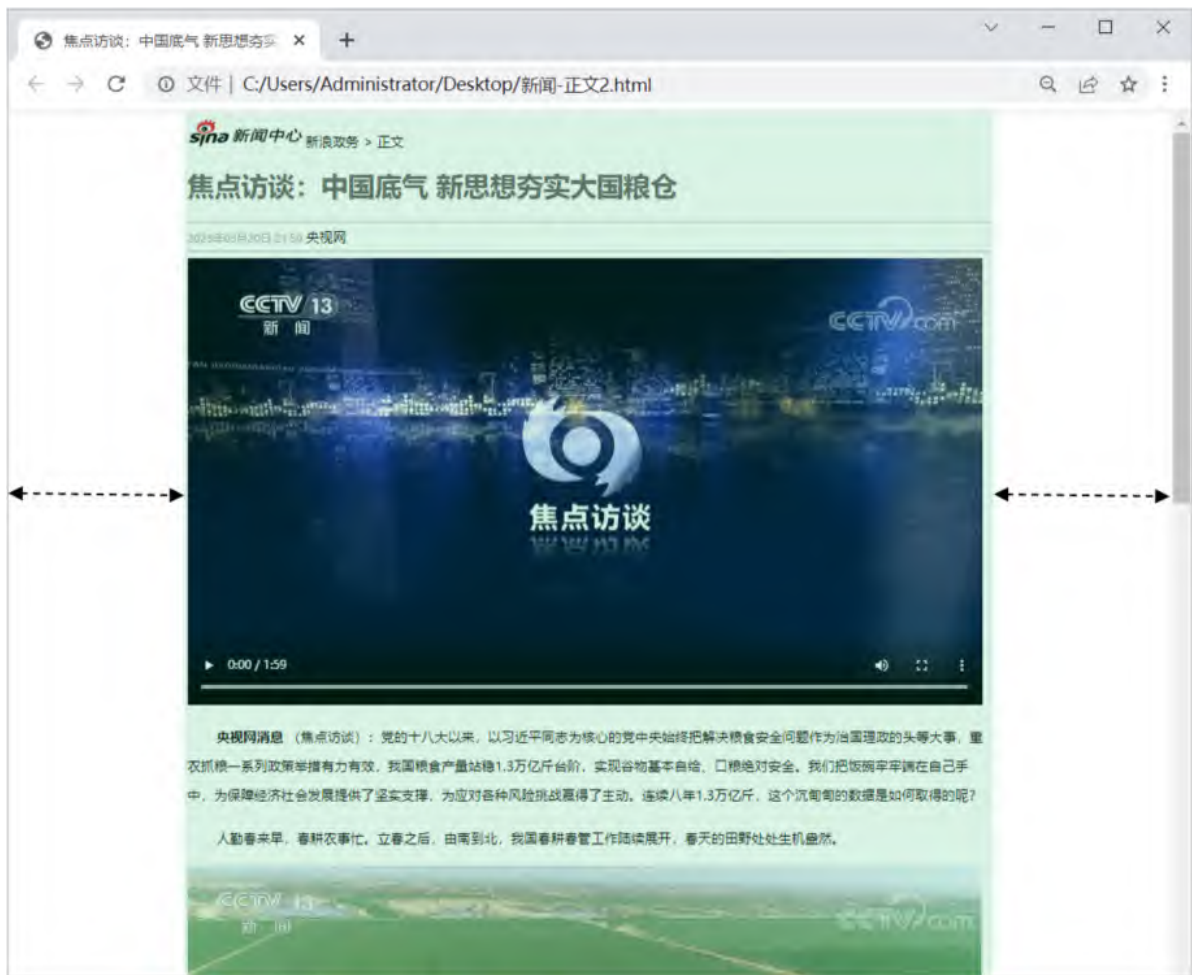 焦点访谈：中国底气 新思想夯实
文件 | C:/Users/Administrator/Desktop/新闻-正文2.html
sina 新闻中心 新浪政务 > 正文
焦点访谈：中国底气 新思想夯实大国粮仓
央视网
CCTV 13
新闻
CCTV.com
焦点访谈
0:00 / 1:59
央视网消息 （焦点访谈）：党的十八大以来，以习近平同志为核心的党中央始终把解决粮食安全问题作为治国理政的头等大事，重
农抓粮一系列政策举措有力有效，我国粮食产量站稳1.3万亿斤台阶，实现谷物基本自给、口粮绝对安全。我们把饭碗牢牢端在自己手
中，为保障经济社会发展提供了坚实支撑，为应对各种风险挑战赢得了主动。连续八年1.3万亿斤，这个沉甸甸的数据是如何取得的呢？
人勤春来早，春耕农事忙。立春之后，由南到北，我国春耕春管工作陆续展开，春天的田野处处生机盎然。
CCTV 13
新闻
CCTV.com